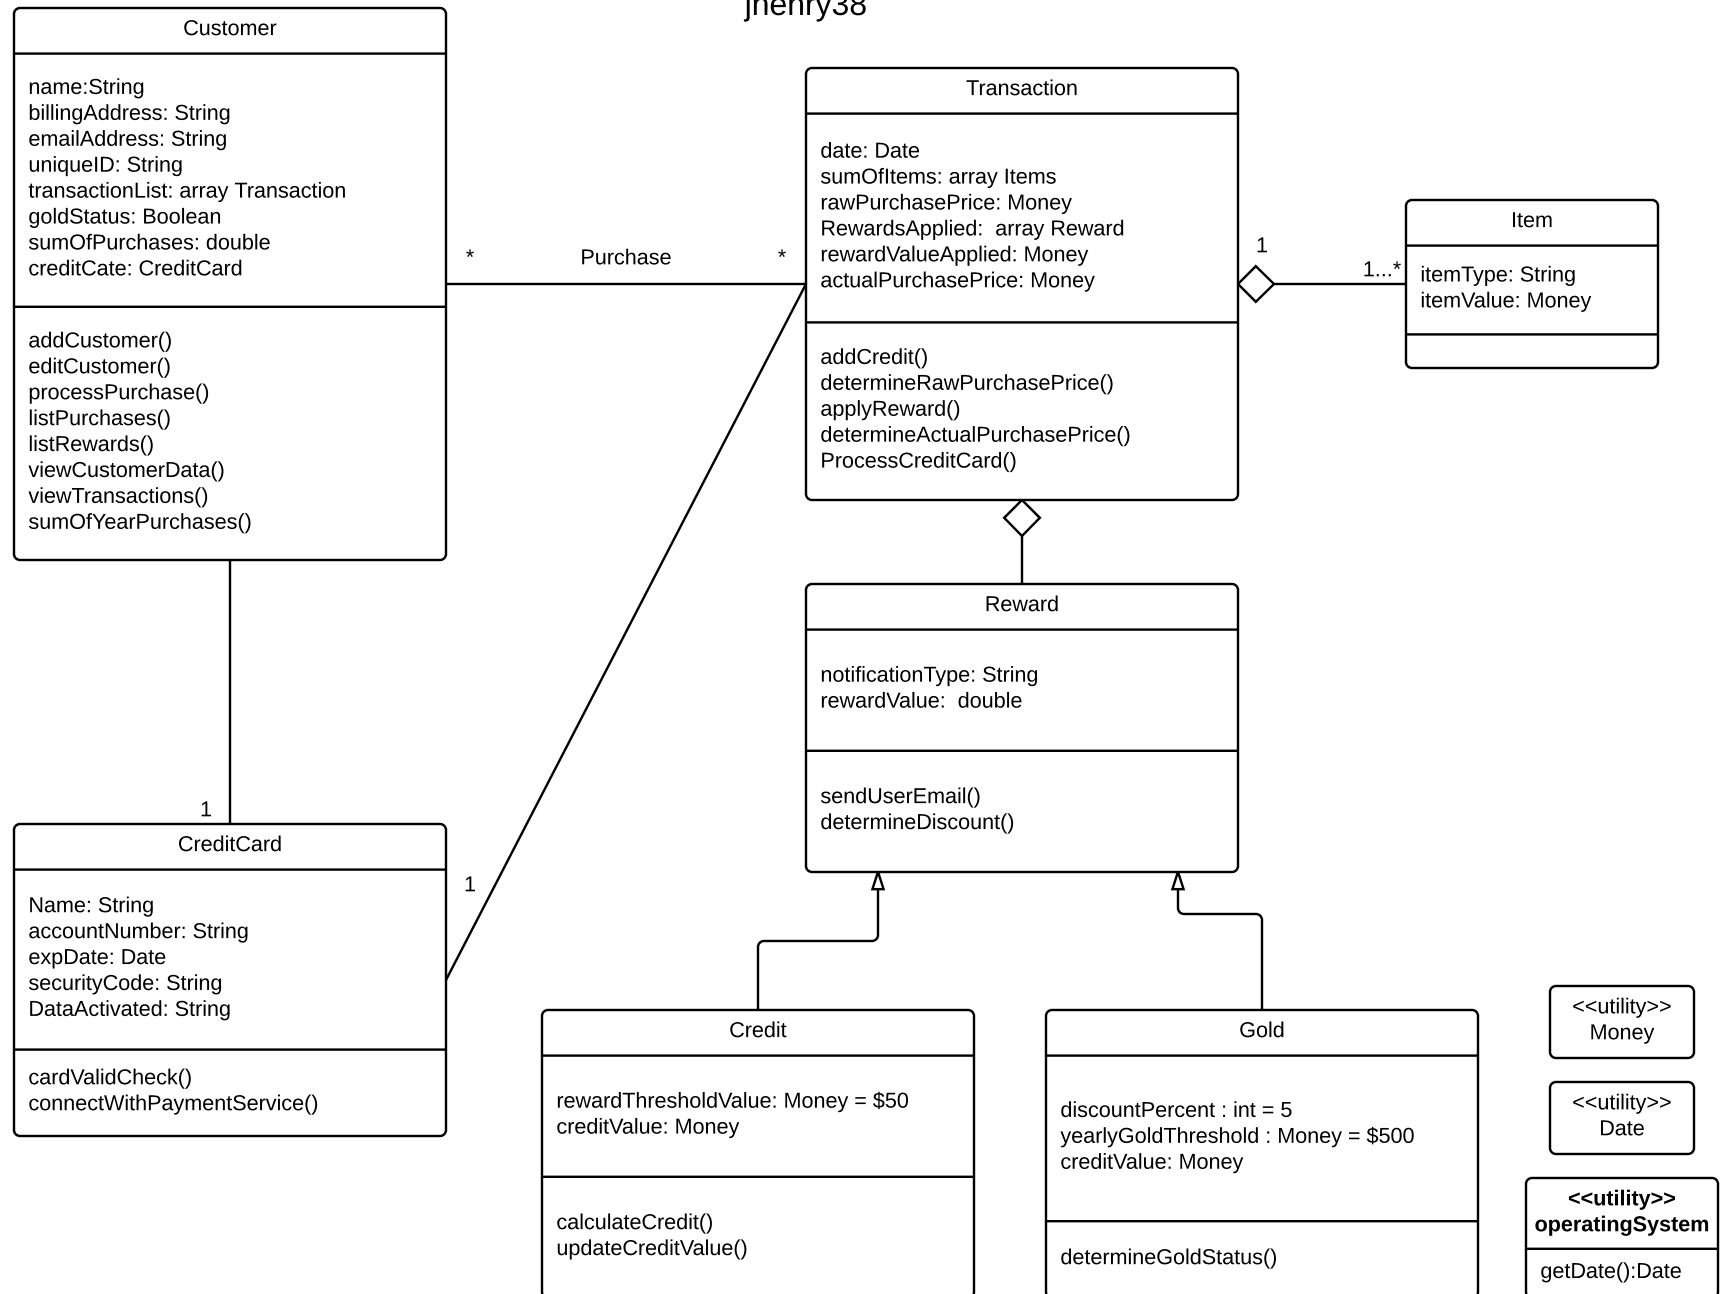 jhenry38
Customer
name:String
billingAddress: String
emailAddress: String
uniqueID: String
transactionList: array Transaction
goldStatus: Boolean
sumOfPurchases: double
creditCate: CreditCard
addCustomer()
editCustomer()
processPurchase()
listPurchases()
listRewards()
viewCustomerData()
viewTransactions()
sumOfYearPurchases()
* Purchase *
Transaction
date: Date
sumOfItems: array Items
rawPurchasePrice: Money
RewardsApplied:  array Reward
rewardValueApplied: Money
actualPurchasePrice: Money
addCredit()
determineRawPurchasePrice()
applyReward()
determineActualPurchasePrice()
ProcessCreditCard()
1
1...*
Item
itemType: String
itemValue: Money
Reward
notificationType: String
rewardValue:  double
sendUserEmail()
determineDiscount()
1
CreditCard
Name: String
accountNumber: String
expDate: Date
securityCode: String
DataActivated: String
cardValidCheck()
connectWithPaymentService()
1
Credit
rewardThresholdValue: Money = $50
creditValue: Money
calculateCredit()
updateCreditValue()
Gold
discountPercent : int = 5
yearlyGoldThreshold : Money = $500
creditValue: Money
determineGoldStatus()
<<utility>>
Money
<<utility>>
Date
<<utility>>
operatingSystem
getDate():Date